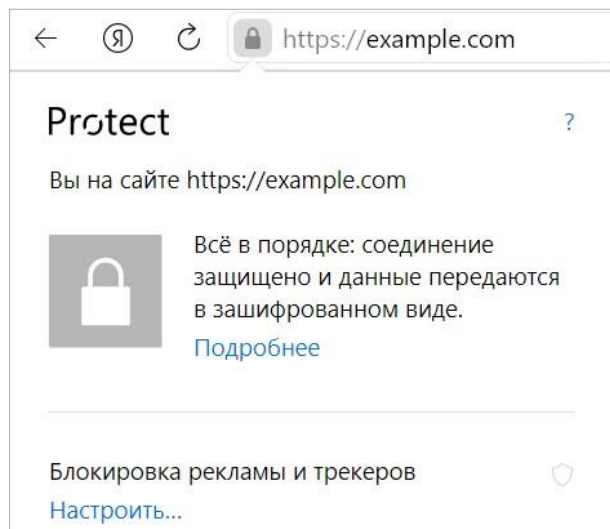 Я https://example.com
Protect ?
Вы на сайте https://example.com
Всё в порядке: соединение
защищено и данные передаются
в зашифрованном виде.
Подробнее
Блокировка рекламы и трекеров
Настроить...